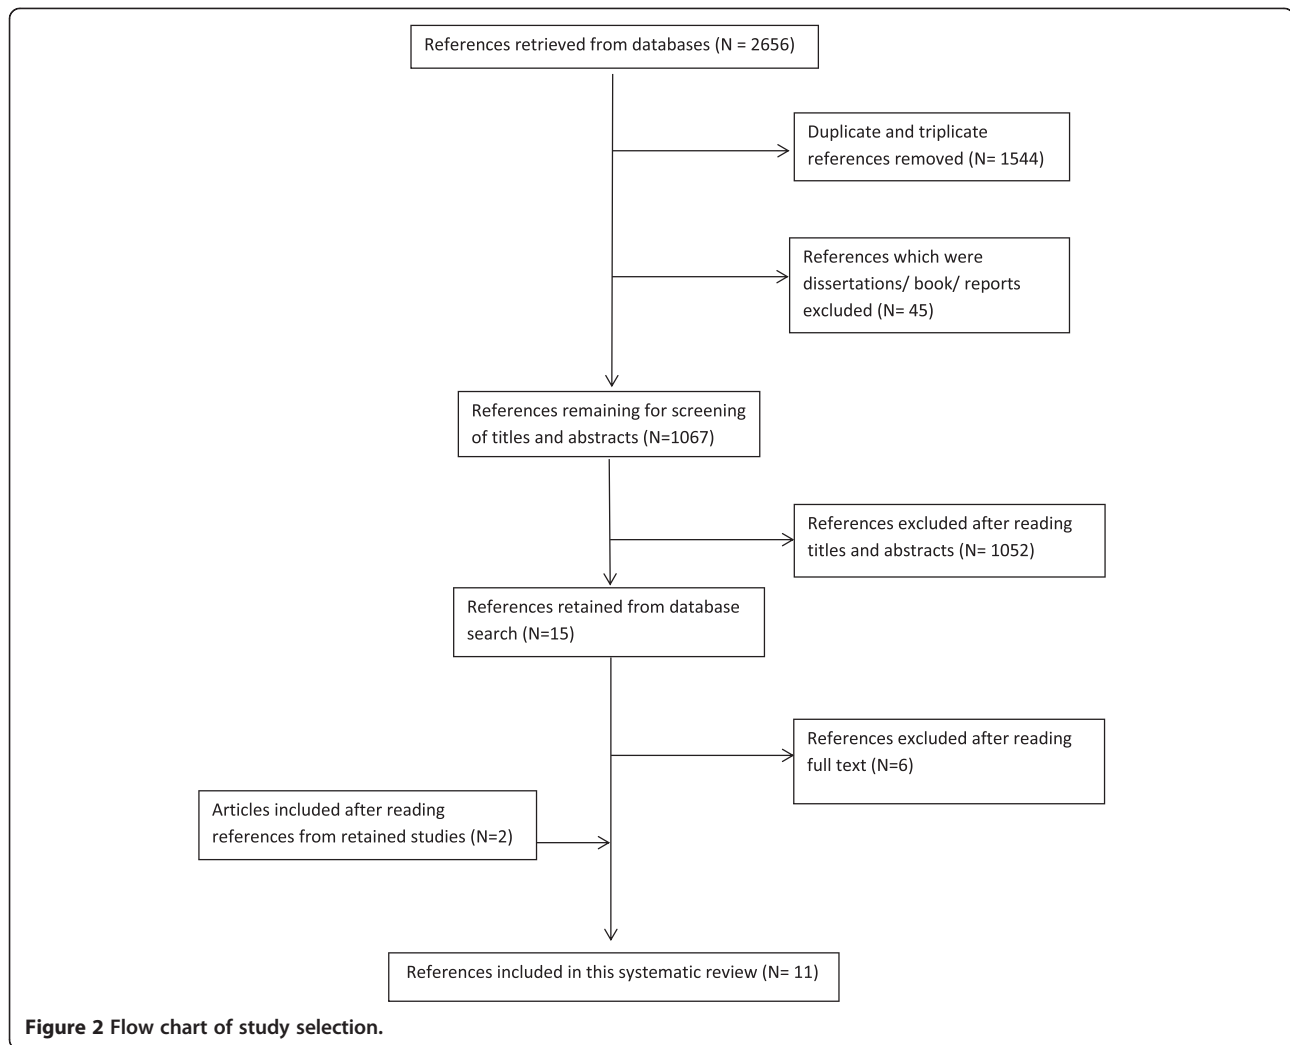 References retrieved from databases (N = 2656)
Duplicate and triplicate
references removed (N= 1544)
References which were
dissertations/ book/ reports
excluded (N= 45)
References remaining for screening
of titles and abstracts (N=1067)
References excluded after reading
titles and abstracts (N= 1052)
References retained from database
search (N=15)
References excluded after reading
full text (N=6)
Articles included after reading
references from retained studies (N=2)
References included in this systematic review (N= 11)
Figure 2 Flow chart of study selection.